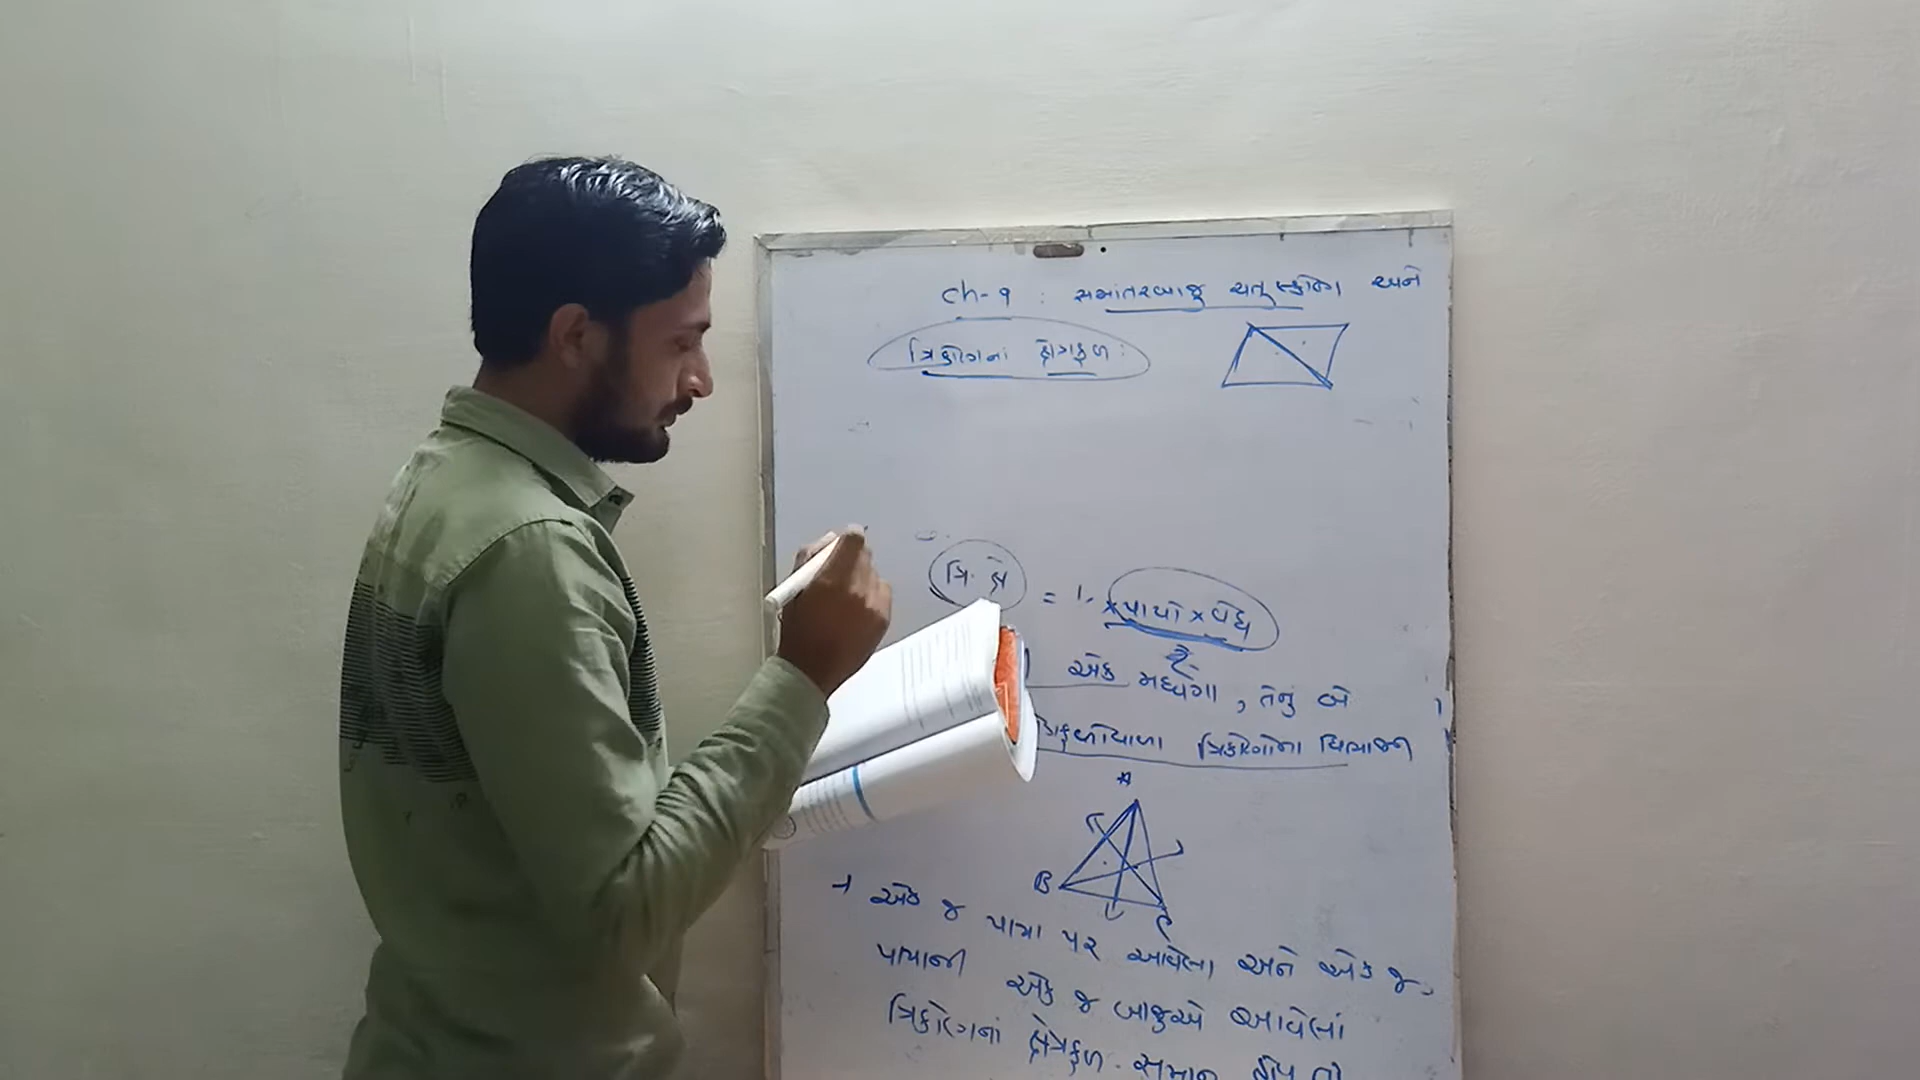 ch-9 : સમાંતરબાજુ ચતુષ્કોણ અને
ત્રિકોણનાં ક્ષેત્રફળ :
ત્રિ. ક્ષે = 1 × પાયો × વેધ
2
એક મધ્યગા, તેનું બે
ત્રિકોણોમાં વિભાજન
A
B
C
→ એક જ પાયા પર આવેલા અને એક જ
પાયાની એક જ બાજુએ આવેલાં
ત્રિકોણનાં ક્ષેત્રફળ સમાન હોય તો